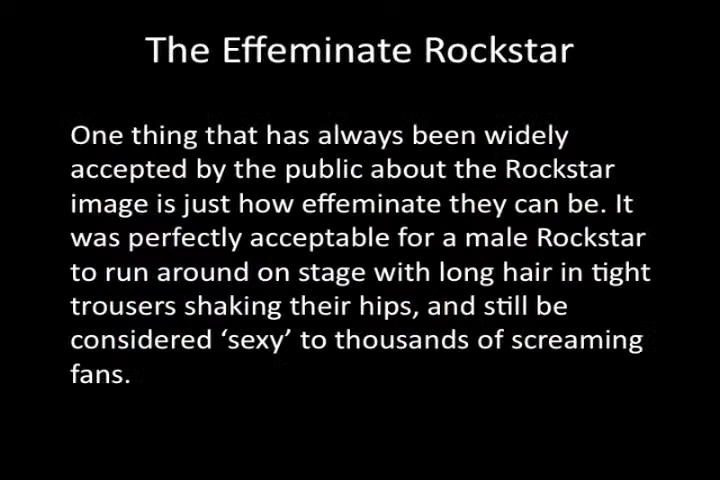 The Effeminate Rockstar
One thing that has always been widely
accepted by the public about the Rockstar
image is just how effeminate they can be. It
was perfectly acceptable for a male Rockstar
to run around on stage with long hair in tight
trousers shaking their hips, and still be
considered ‘sexy’ to thousands of screaming
fans.